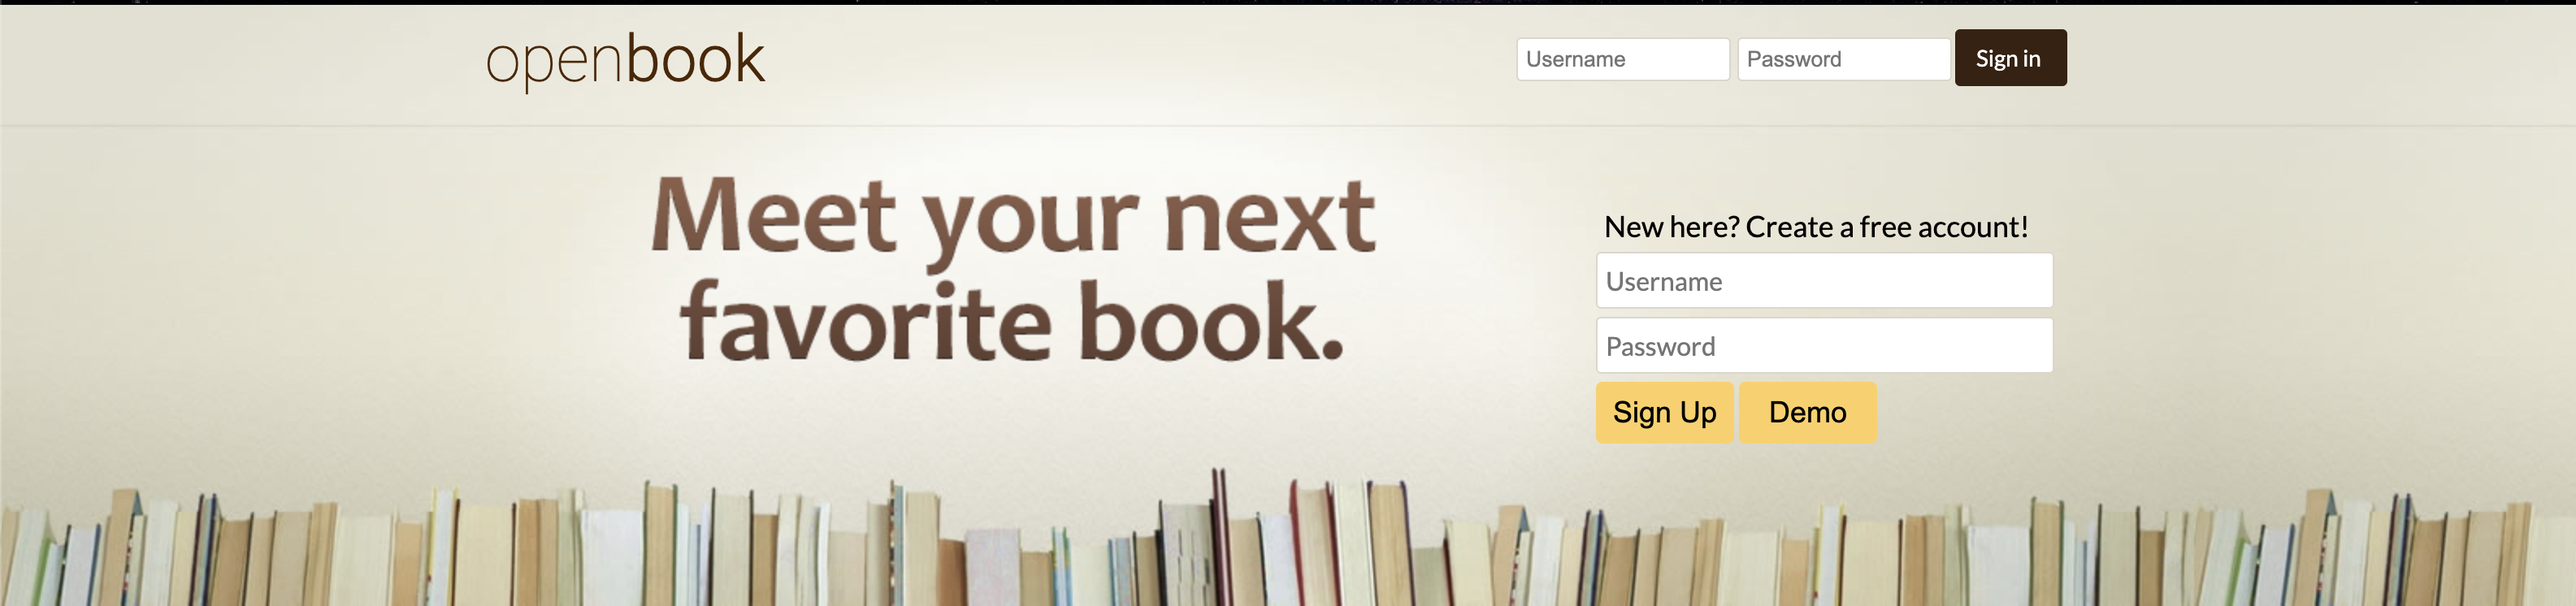 openbook
Username
Password
Sign in
Meet your next
favorite book.
New here? Create a free account!
Username
Password
Sign Up
Demo